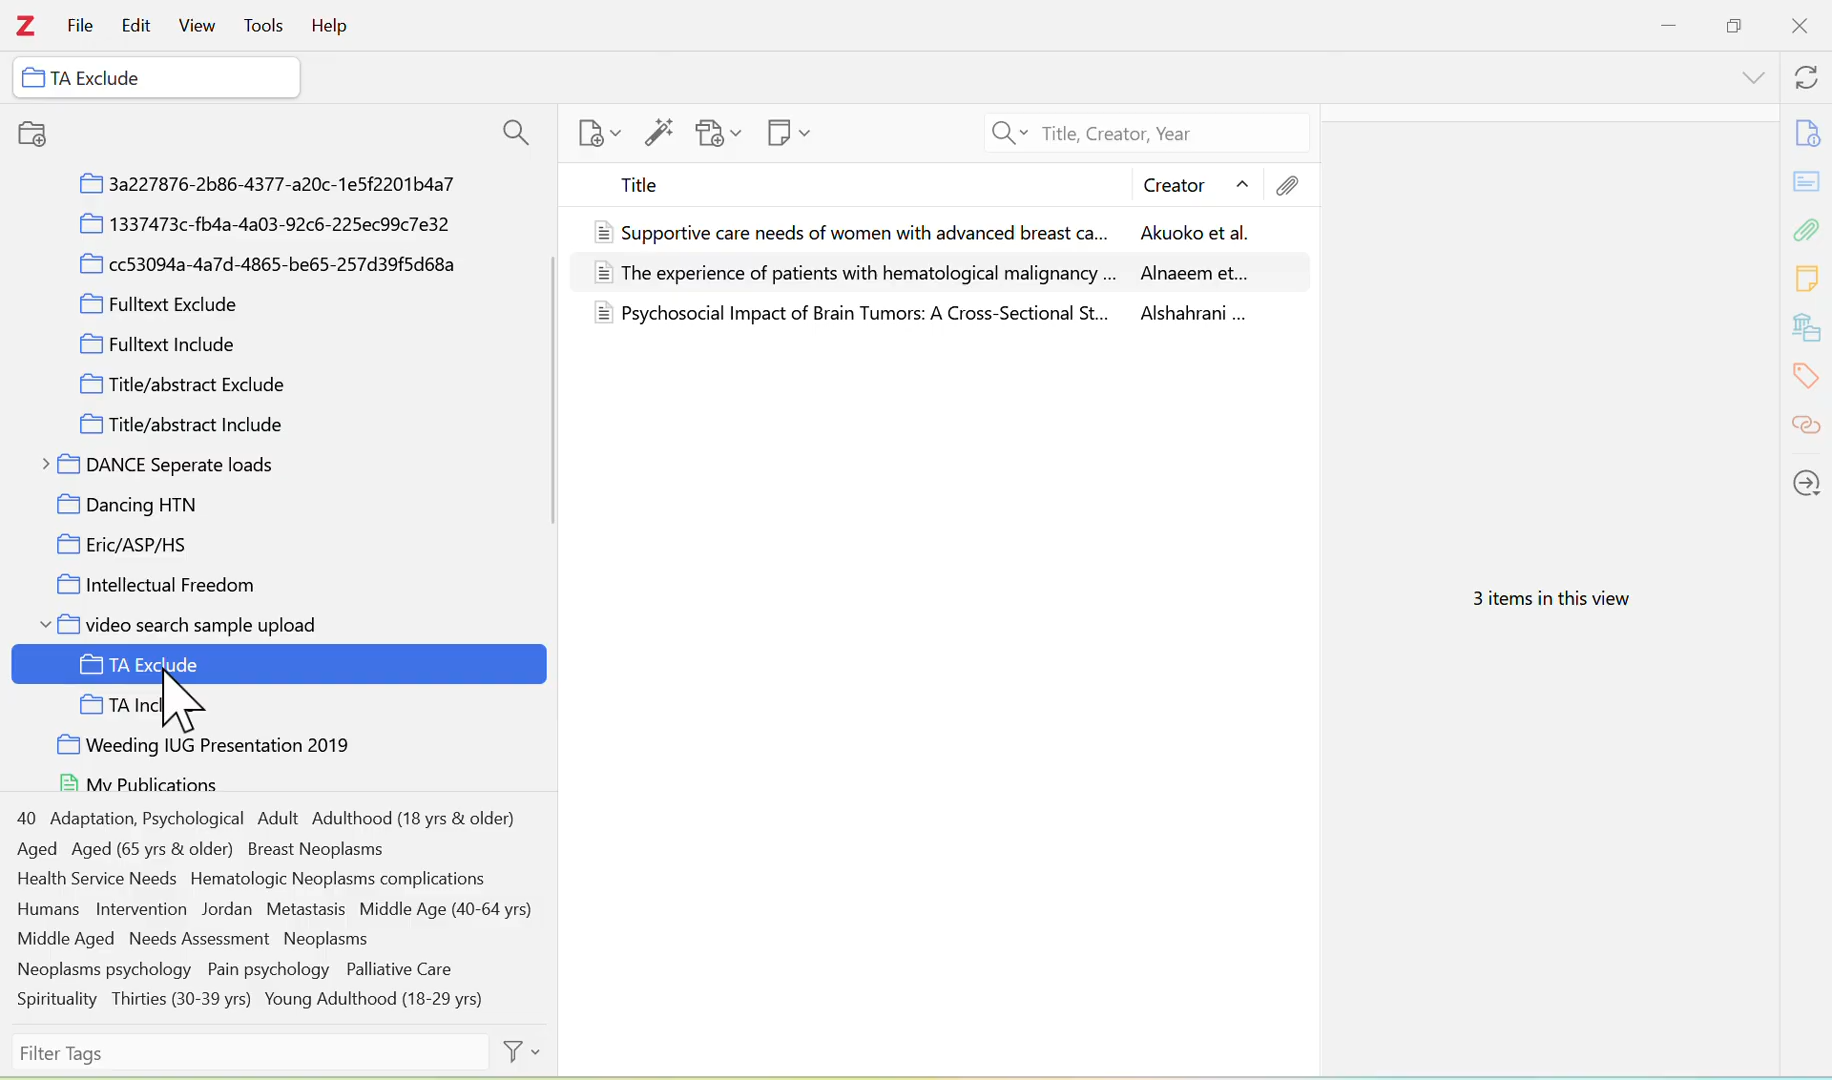 Z File Edit View Tools Help
TA Exclude
Title, Creator, Year
3a227876-2b86-4377-a20c-1e5f2201b4a7
1337473c-fb4a-4a03-92c6-225ec99c7e32
cc53094a-4a7d-4865-be65-257d39f5d68a
Fulltext Exclude
Fulltext Include
Title/abstract Exclude
Title/abstract Include
DANCE Seperate loads
Dancing HTN
Eric/ASP/HS
Intellectual Freedom
video search sample upload
TA Exclude
TA Incl
Weeding IUG Presentation 2019
My Publications
40 Adaptation, Psychological Adult Adulthood (18 yrs & older)
Aged Aged (65 yrs & older) Breast Neoplasms
Health Service Needs Hematologic Neoplasms complications
Humans Intervention Jordan Metastasis Middle Age (40-64 yrs)
Middle Aged Needs Assessment Neoplasms
Neoplasms psychology Pain psychology Palliative Care
Spirituality Thirties (30-39 yrs) Young Adulthood (18-29 yrs)
Filter Tags
Title Creator
Supportive care needs of women with advanced breast ca... Akuoko et al.
The experience of patients with hematological malignancy ... Alnaeem et...
Psychosocial Impact of Brain Tumors: A Cross-Sectional St... Alshahrani ...
3 items in this view